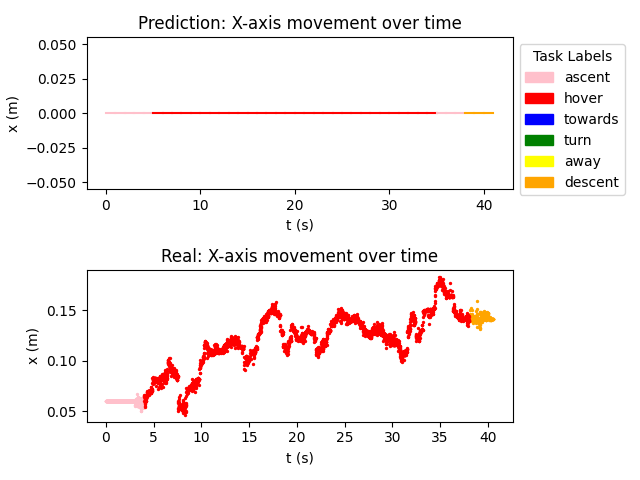 Prediction: X-axis movement over time
0.050
0.025
0.000
−0.025
−0.050
x (m)
0
10
20
30
40
t (s)
Task Labels
ascent
hover
towards
turn
away
descent
Real: X-axis movement over time
0.15
0.10
0.05
x (m)
0
5
10
15
20
25
30
35
40
t (s)